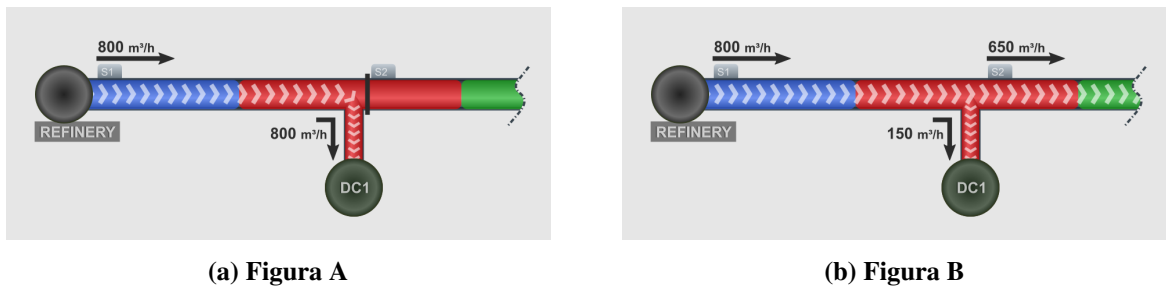 800 m³/h
S1
S2
REFINERY
800 m³/h
DC1
(a) Figura A
800 m³/h
650 m³/h
S1
S2
REFINERY
150 m³/h
DC1
(b) Figura B